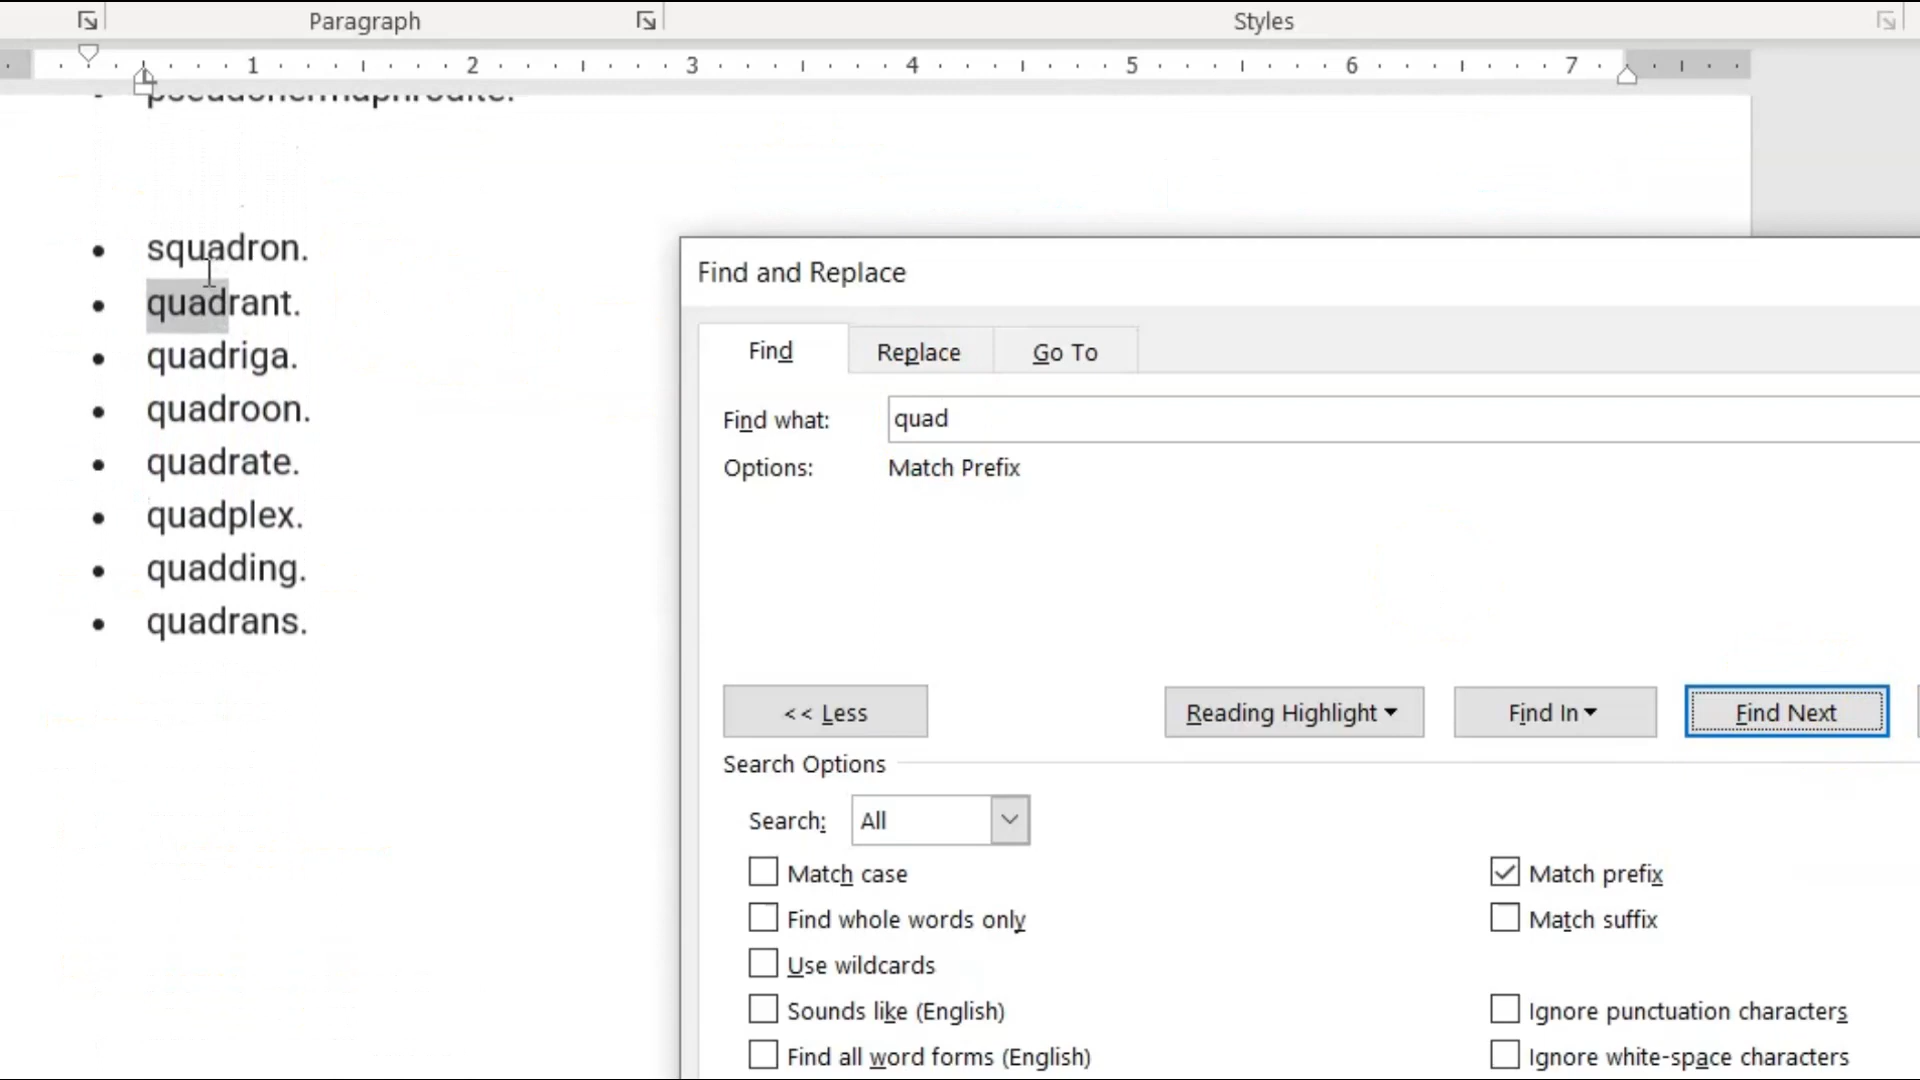 Paragraph
Styles
1 2 3 4 5 6 7
pseudohermaphrodite.
• squadron.
• quadrant.
• quadriga.
• quadroon.
• quadrate.
• quadplex.
• quadding.
• quadrans.
Find and Replace
Find Replace Go To
Find what: quad
Options: Match Prefix
<< Less Reading Highlight Find In Find Next
Search Options
Search: All
Match case
Match prefix
Find whole words only
Match suffix
Use wildcards
Sounds like (English)
Ignore punctuation characters
Find all word forms (English)
Ignore white-space characters